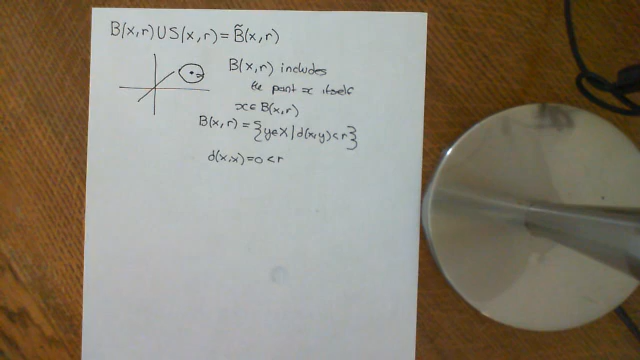 B(x,r) ∪ S(x,r) = B̃(x,r)
B(x,r) includes
the point x itself
x ∈ B(x,r)
B(x,r) = {y ∈ X | d(x,y) < r}
d(x,x) = 0 < r